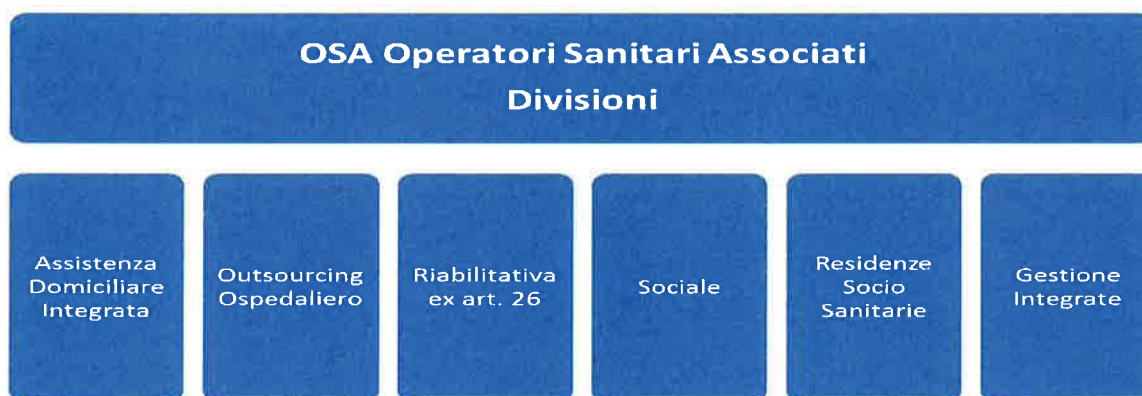 OSA Operatori Sanitari Associati
Divisioni
Assistenza
Domiciliare
Integrata
Outsourcing
Ospedaliero
Riabilitativa
ex art. 26
Sociale
Residenze
Socio
Sanitarie
Gestione
Integrate